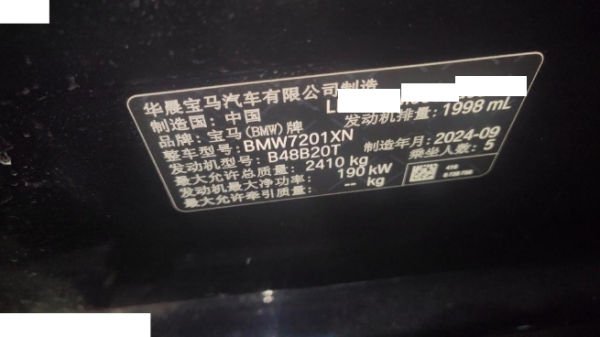 华晨宝马汽车有限公司制造
制造国：中国
品牌：宝马(BMW)牌 发动机排量：1998 mL
整车型号：BMW7201XN
发动机型号：B48B20T 制造年月：2024-09
最大允许总质量：2410 kg 乘坐人数：5
发动机最大净功率：190 kW
最大允许牵引质量：-- kg